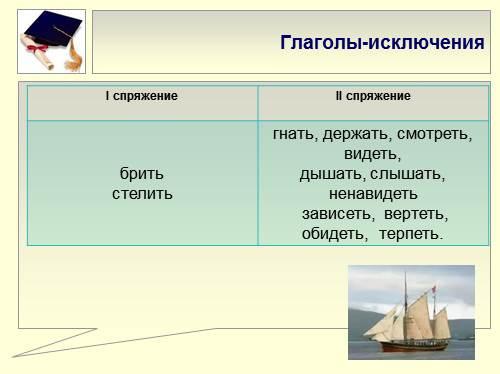 Глаголы-исключения
I спряжение
II спряжение
брить
стелить
гнать, держать, смотреть,
видеть,
дышать, слышать,
ненавидеть
зависеть, вертеть,
обидеть, терпеть.